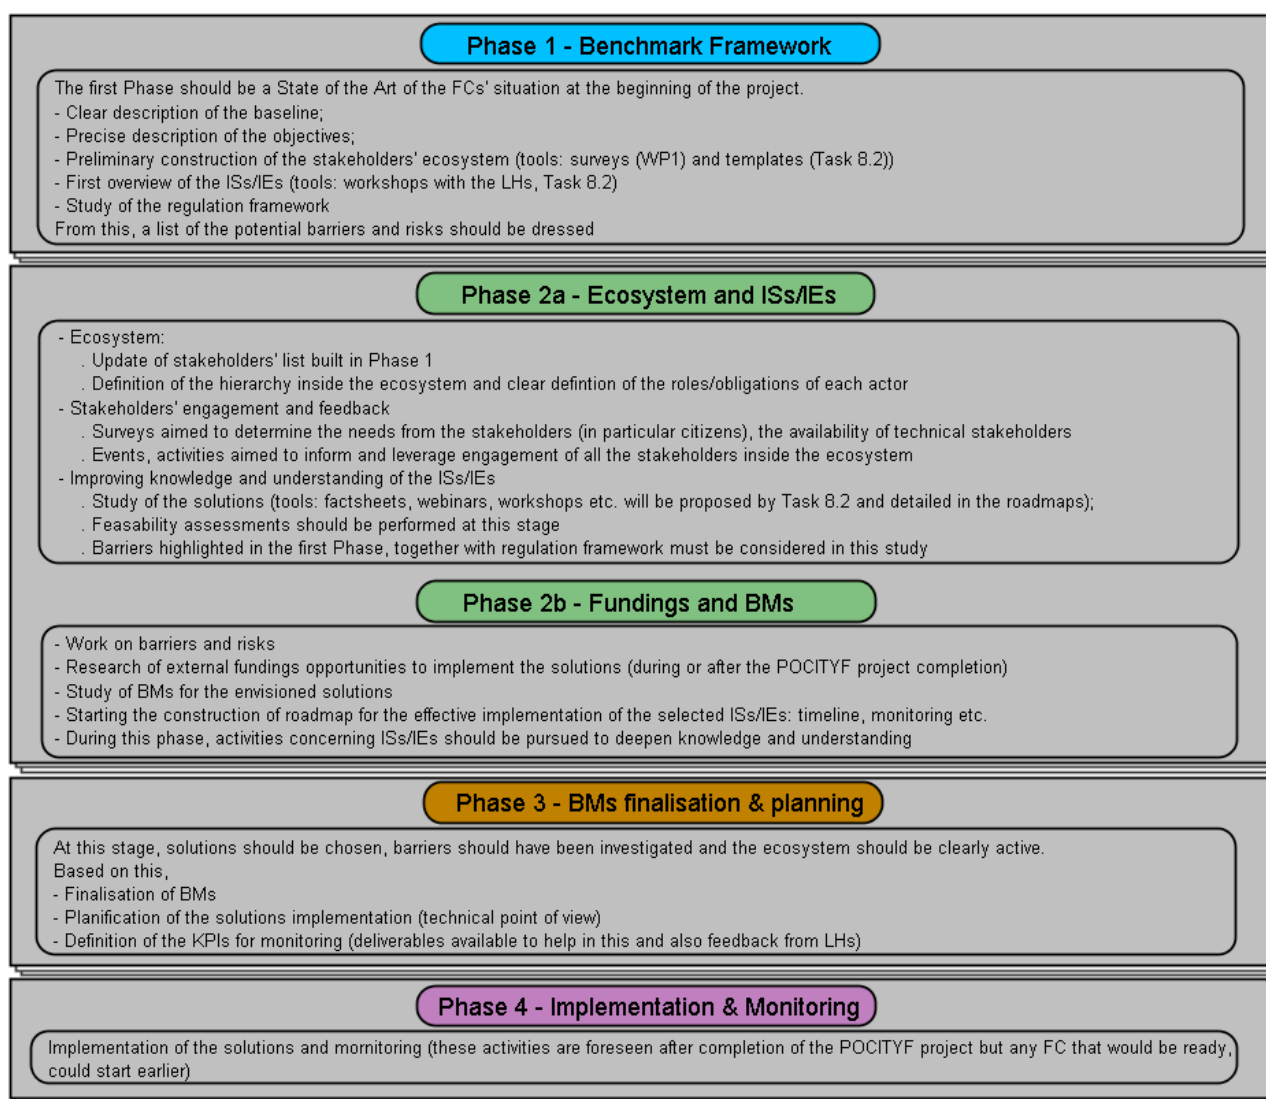 Phase 1 - Benchmark Framework
The first Phase should be a State of the Art of the FCs' situation at the beginning of the project.
- Clear description of the baseline;
- Precise description of the objectives;
- Preliminary construction of the stakeholders' ecosystem (tools: surveys (WP1) and templates (Task 8.2))
- First overview of the ISs/IEs (tools: workshops with the LHs, Task 8.2)
- Study of the regulation framework
From this, a list of the potential barriers and risks should be dressed
Phase 2a - Ecosystem and ISs/IEs
- Ecosystem:
. Update of stakeholders' list built in Phase 1
. Definition of the hierarchy inside the ecosystem and clear defintion of the roles/obligations of each actor
- Stakeholders' engagement and feedback
. Surveys aimed to determine the needs from the stakeholders (in particular citizens), the availability of technical stakeholders
. Events, activities aimed to inform and leverage engagement of all the stakeholders inside the ecosystem
- Improving knowledge and understanding of the ISs/IEs
. Study of the solutions (tools: factsheets, webinars, workshops etc. will be proposed by Task 8.2 and detailed in the roadmaps);
. Feasability assessments should be performed at this stage
. Barriers highlighted in the first Phase, together with regulation framework must be considered in this study
Phase 2b - Fundings and BMs
- Work on barriers and risks
- Research of external fundings opportunities to implement the solutions (during or after the POCITYF project completion)
- Study of BMs for the envisioned solutions
- Starting the construction of roadmap for the effective implementation of the selected ISs/IEs: timeline, monitoring etc.
- During this phase, activities concerning ISs/IEs should be pursued to deepen knowledge and understanding
Phase 3 - BMs finalisation & planning
At this stage, solutions should be chosen, barriers should have been investigated and the ecosystem should be clearly active.
Based on this,
- Finalisation of BMs
- Planification of the solutions implementation (technical point of view)
- Definition of the KPIs for monitoring (deliverables available to help in this and also feedback from LHs)
Phase 4 - Implementation & Monitoring
Implementation of the solutions and mornitoring (these activities are foreseen after completion of the POCITYF project but any FC that would be ready,
could start earlier)